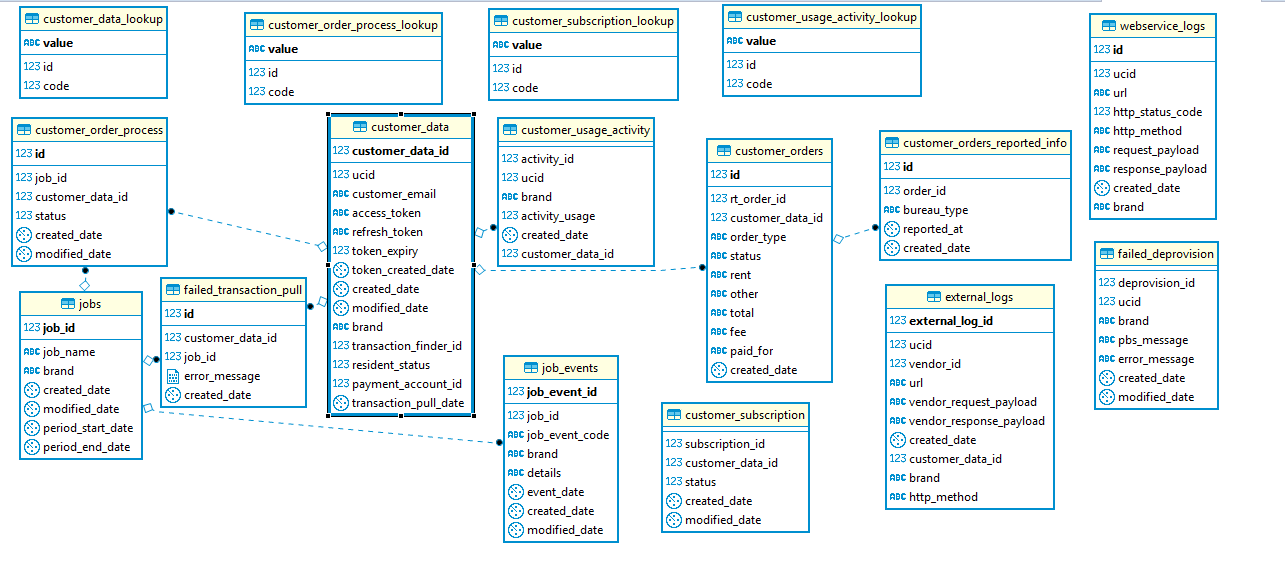 customer_data_lookup
ABC value
123 id
123 code
customer_order_process_lookup
ABC value
123 id
123 code
customer_subscription_lookup
ABC value
123 id
123 code
customer_usage_activity_lookup
ABC value
123 id
123 code
webservice_logs
123 id
123 ucid
ABC url
123 http_status_code
ABC http_method
ABC request_payload
ABC response_payload
created_date
ABC brand
customer_order_process
123 id
123 job_id
123 customer_data_id
123 status
created_date
modified_date
customer_data
123 customer_data_id
123 ucid
ABC customer_email
ABC access_token
ABC refresh_token
123 token_expiry
token_created_date
created_date
modified_date
ABC brand
123 transaction_finder_id
123 resident_status
123 payment_account_id
transaction_pull_date
customer_usage_activity
123 activity_id
123 ucid
ABC brand
123 activity_usage
created_date
123 customer_data_id
customer_orders
123 id
123 rt_order_id
123 customer_data_id
ABC order_type
123 status
ABC rent
ABC other
ABC total
ABC fee
ABC paid_for
created_date
customer_orders_reported_info
123 id
123 order_id
ABC bureau_type
reported_at
created_date
failed_deprovision
123 deprovision_id
123 ucid
ABC brand
ABC pbs_message
ABC error_message
created_date
modified_date
jobs
123 job_id
ABC job_name
ABC brand
created_date
modified_date
period_start_date
period_end_date
failed_transaction_pull
123 id
123 customer_data_id
123 job_id
error_message
created_date
external_logs
123 external_log_id
123 ucid
123 vendor_id
ABC url
ABC vendor_request_payload
ABC vendor_response_payload
created_date
123 customer_data_id
ABC brand
ABC http_method
job_events
123 job_event_id
123 job_id
ABC job_event_code
ABC brand
ABC details
event_date
created_date
modified_date
customer_subscription
123 subscription_id
123 customer_data_id
123 status
created_date
modified_date